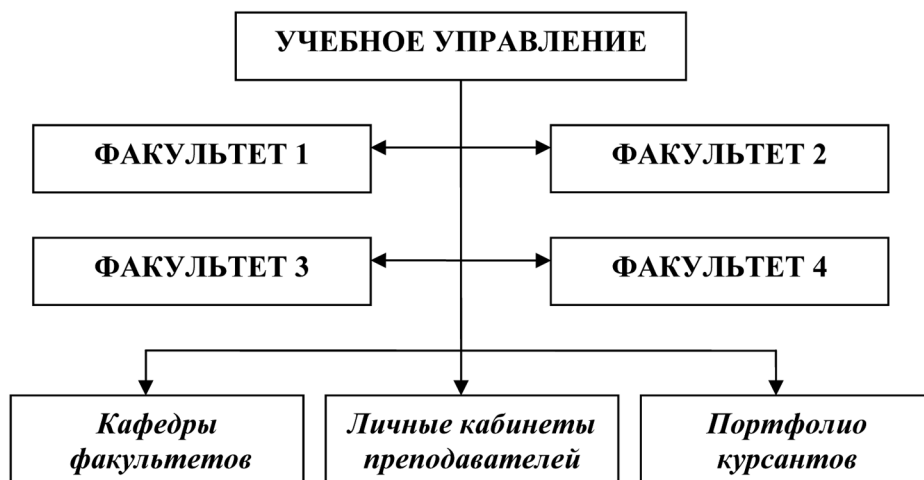 УЧЕБНОЕ УПРАВЛЕНИЕ
ФАКУЛЬТЕТ 1
ФАКУЛЬТЕТ 2
ФАКУЛЬТЕТ 3
ФАКУЛЬТЕТ 4
Кафедры
факультетов
Личные кабинеты
преподавателей
Портфолио
курсантов